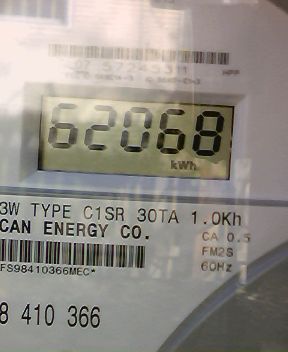 62068
kWh
3W TYPE C1SR 30TA 1.0Kh
CAN ENERGY CO.
CA 0.5
FM2S
60Hz
FS98410366MEC*
8 410 366